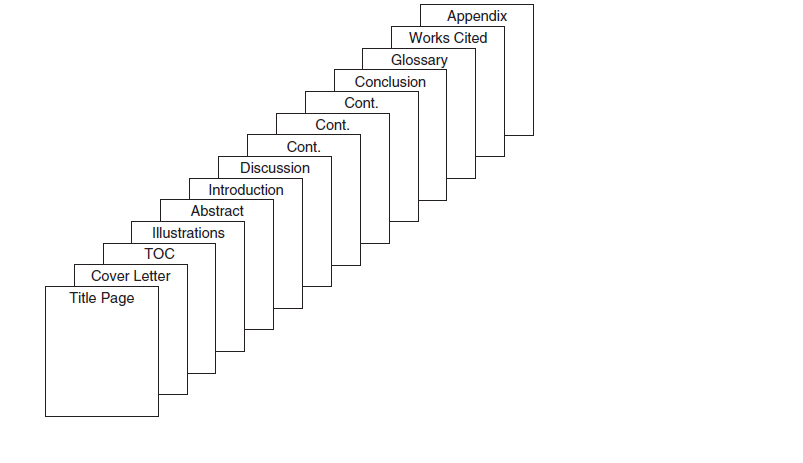 Appendix
Works Cited
Glossary
Conclusion
Cont.
Cont.
Cont.
Discussion
Introduction
Abstract
Illustrations
TOC
Cover Letter
Title Page